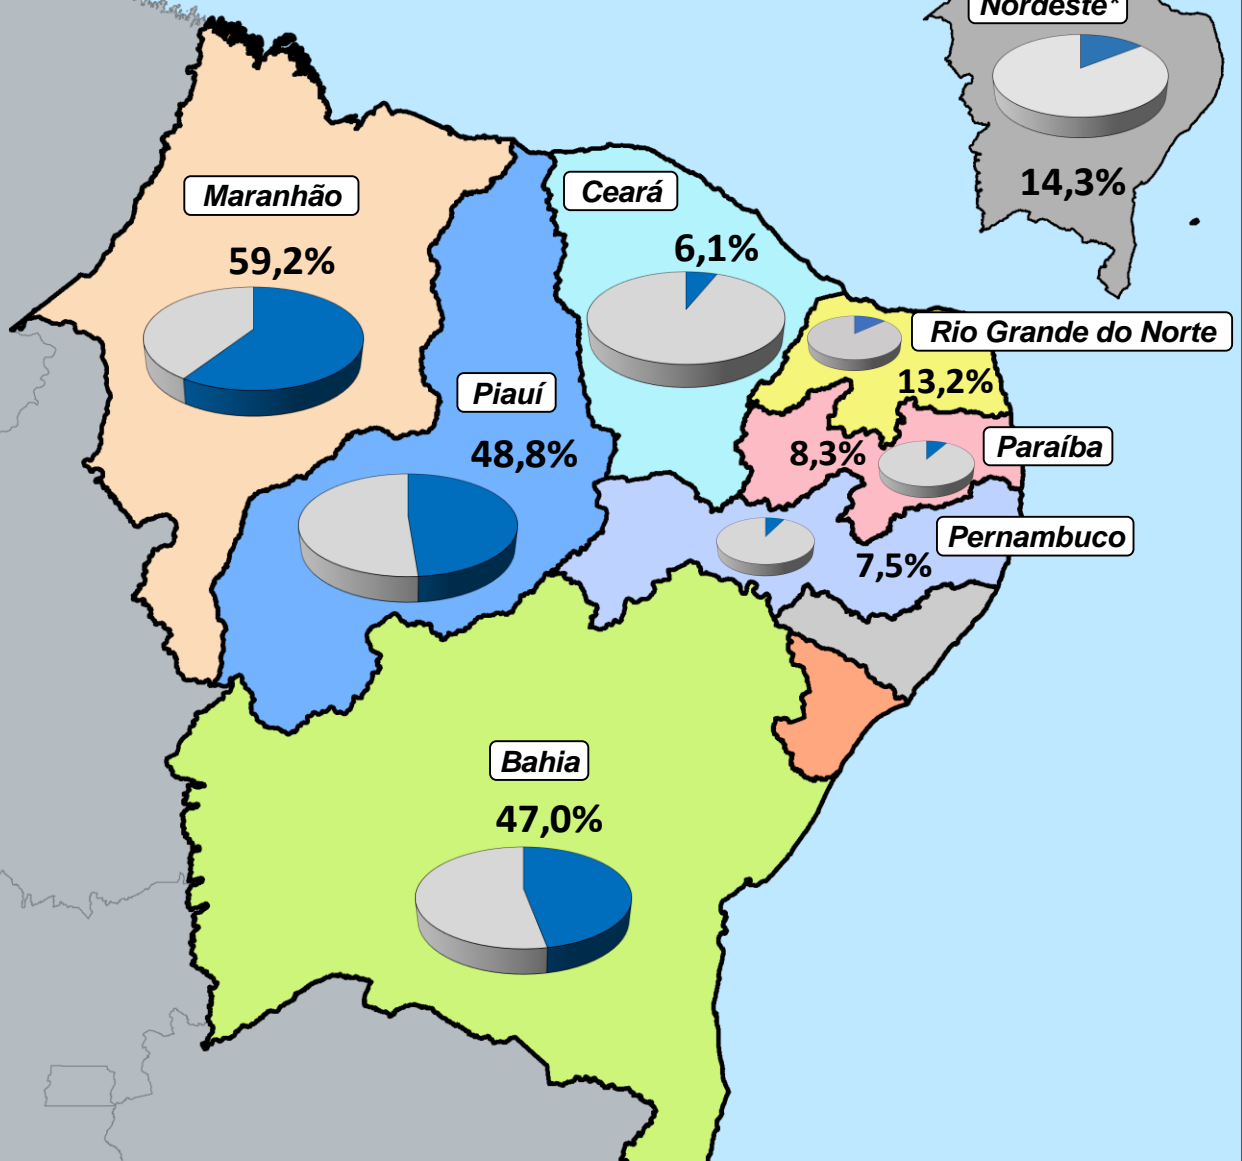 Nordeste*
14,3%
Maranhão
59,2%
Ceará
6,1%
Rio Grande do Norte
13,2%
Piauí
48,8%
Paraíba
8,3%
Pernambuco
7,5%
Bahia
47,0%